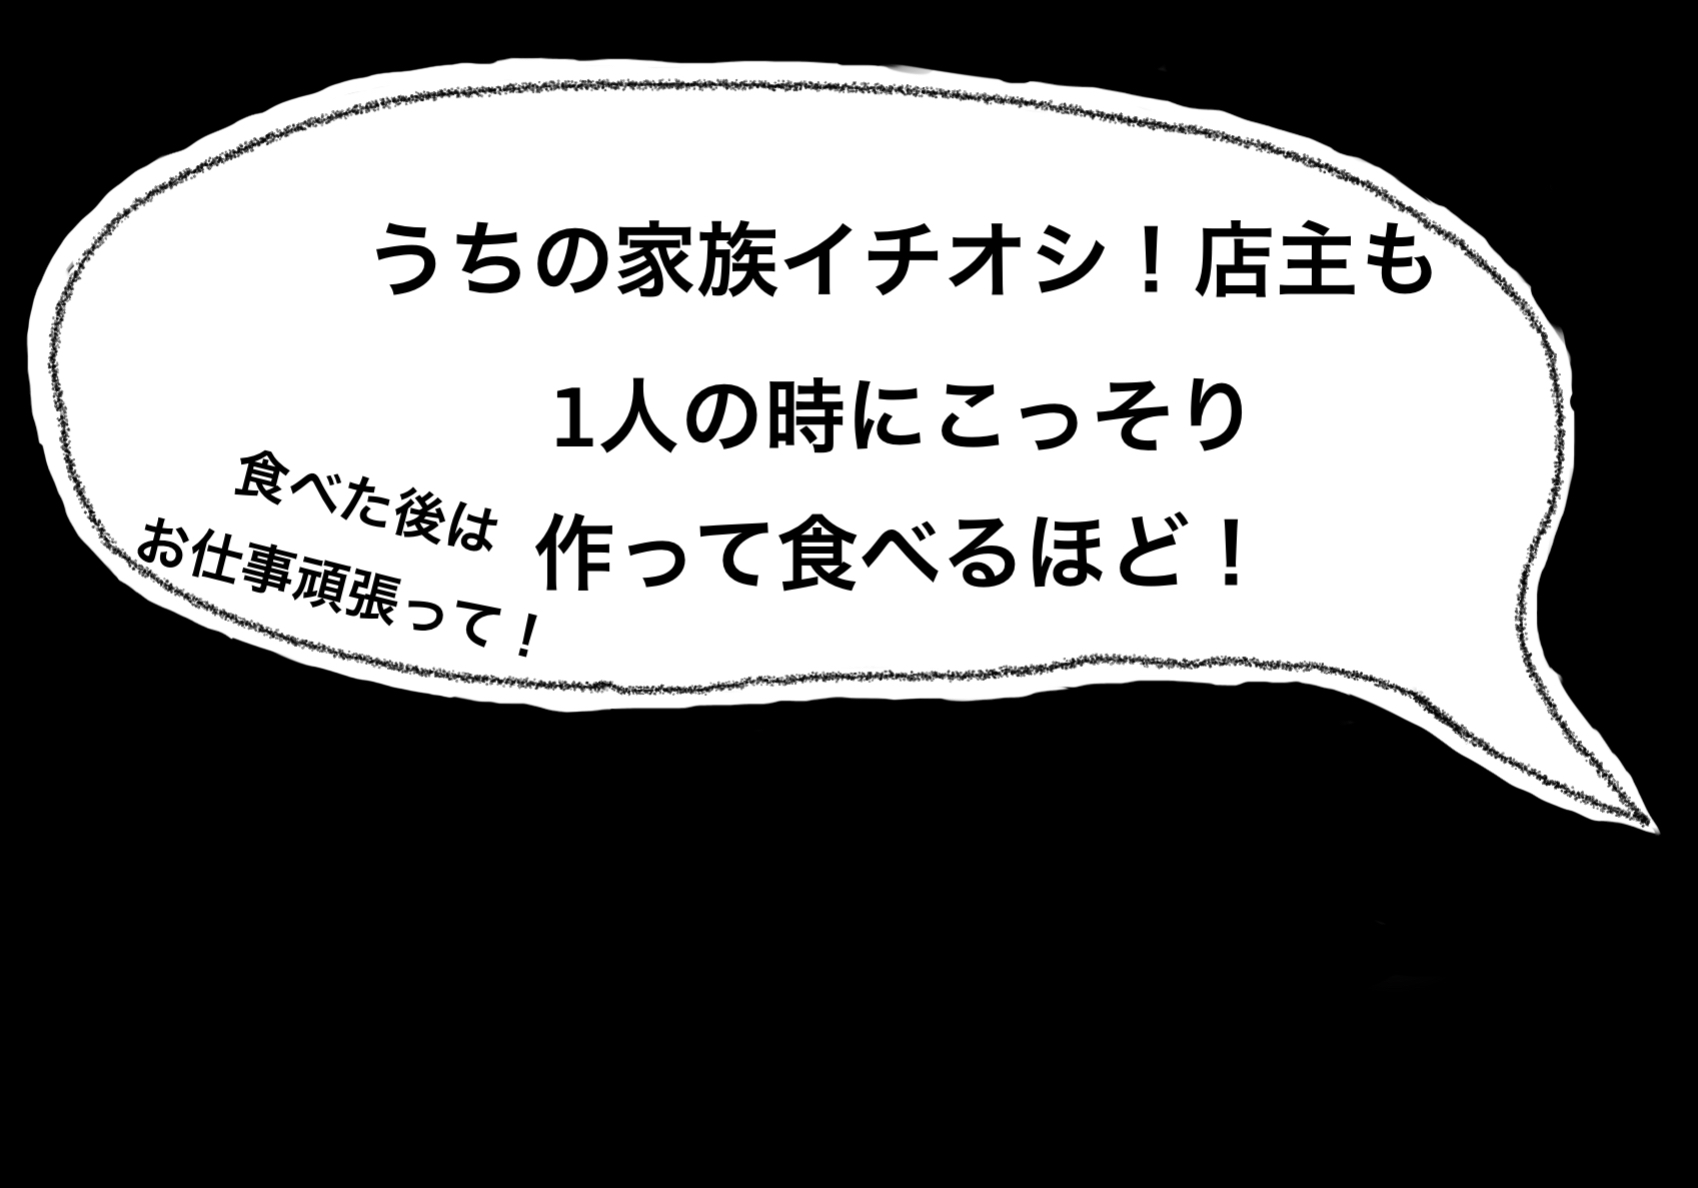 うちの家族イチオシ！店主も
1人の時にこっそり
作って食べるほど！
食べた後は
お仕事頑張って！